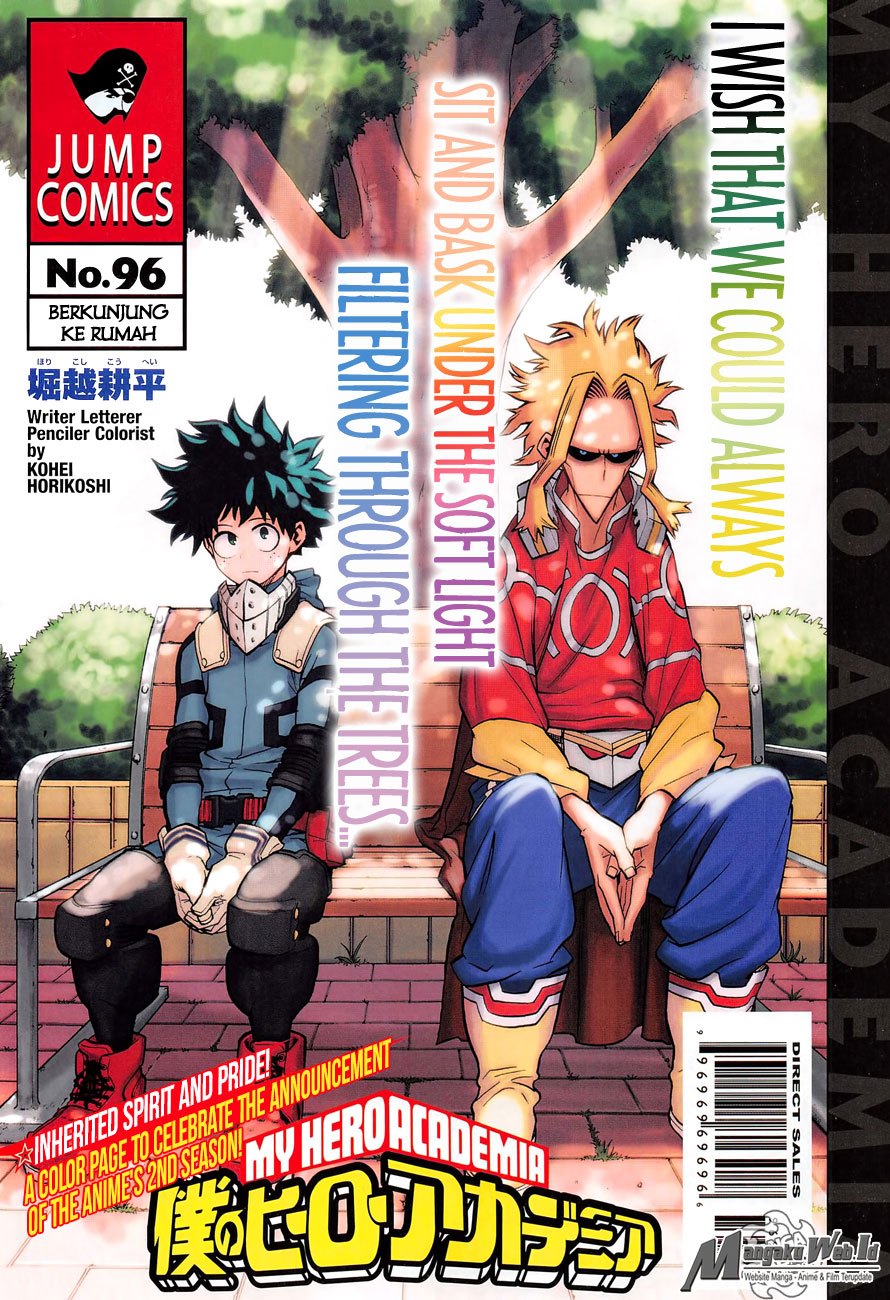 JUMP
COMICS
No.96
BERKUNJUNG
KE RUMAH
ほり こし こう へい
堀越耕平
Writer Letterer
Penciler Colorist
by
KOHEI
HORIKOSHI
I WISH THAT WE COULD ALWAYS
SIT AND BASK UNDER THE SOFT LIGHT
FILTERING THROUGH THE TREES...
MY HERO ACADEMIA
☆INHERITED SPIRIT AND PRIDE!
A COLOR PAGE TO CELEBRATE THE ANNOUNCEMENT
OF THE ANIME'S 2ND SEASON!
MY HERO ACADEMIA
僕のヒーローアカデミア
DIRECT SALES
9 969696 969696
Mangaku.Web.Id
Website Manga - Anime & Film Terupdate